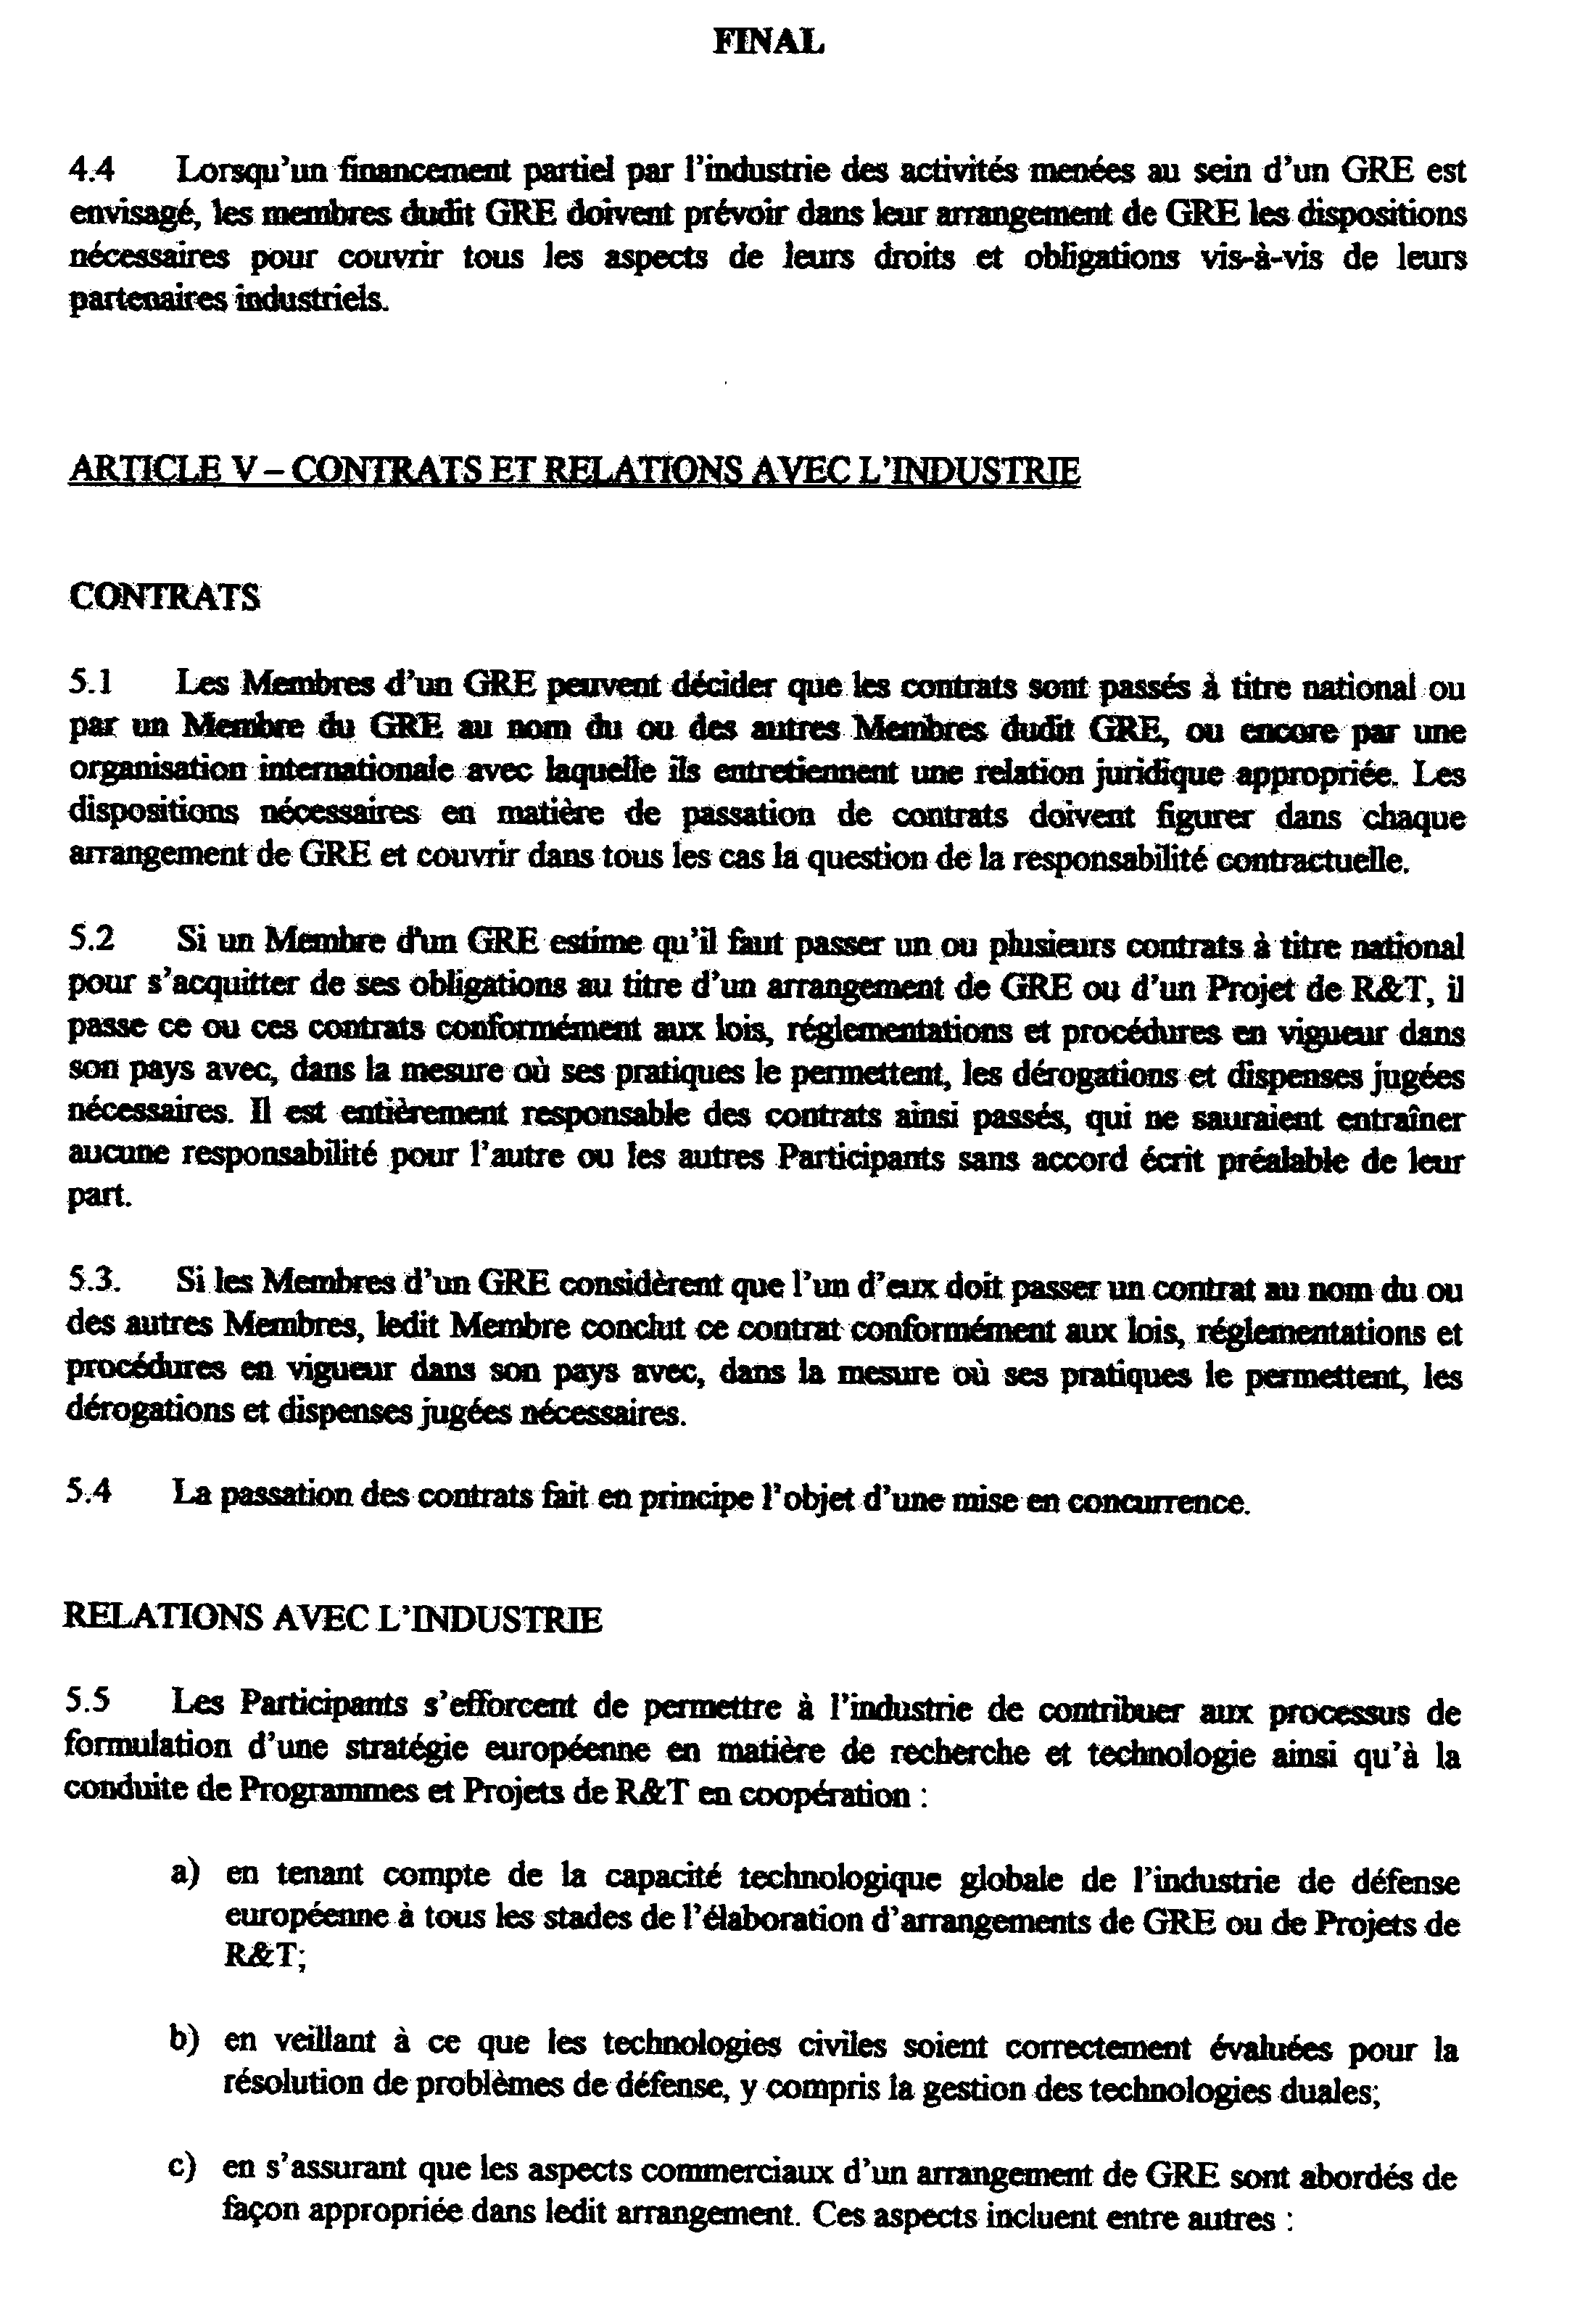 FINAL
4.4 Lorsqu'un financement partiel par l'industrie des activités menées au sein d'un GRE est
envisagé, les membres dudit GRE doivent prévoir dans leur arrangement de GRE les dispositions
nécessaires pour couvrir tous les aspects de leurs droits et obligations vis-à-vis de leurs
partenaires industriels.
ARTICLE V – CONTRATS ET RELATIONS AVEC L'INDUSTRIE
CONTRATS
5.1 Les Membres d'un GRE peuvent décider que les contrats sont passés à titre national ou
par un Membre du GRE au nom du ou des autres Membres dudit GRE, ou encore par une
organisation internationale avec laquelle ils entretiennent une relation juridique appropriée. Les
dispositions nécessaires en matière de passation de contrats doivent figurer dans chaque
arrangement de GRE et couvrir dans tous les cas la question de la responsabilité contractuelle.
5.2 Si un Membre d'un GRE estime qu'il faut passer un ou plusieurs contrats à titre national
pour s'acquitter de ses obligations au titre d'un arrangement de GRE ou d'un Projet de R&T, il
passe ce ou ces contrats conformément aux lois, réglementations et procédures en vigueur dans
son pays avec, dans la mesure où ses pratiques le permettent, les dérogations et dispenses jugées
nécessaires. Il est entièrement responsable des contrats ainsi passés, qui ne sauraient entraîner
aucune responsabilité pour l'autre ou les autres Participants sans accord écrit préalable de leur
part.
5.3. Si les Membres d'un GRE considèrent que l'un d'eux doit passer un contrat au nom du ou
des autres Membres, ledit Membre conclut ce contrat conformément aux lois, réglementations et
procédures en vigueur dans son pays avec, dans la mesure où ses pratiques le permettent, les
dérogations et dispenses jugées nécessaires.
5.4 La passation des contrats fait en principe l'objet d'une mise en concurrence.
RELATIONS AVEC L'INDUSTRIE
5.5 Les Participants s'efforcent de permettre à l'industrie de contribuer aux processus de
formulation d'une stratégie européenne en matière de recherche et technologie ainsi qu'à la
conduite de Programmes et Projets de R&T en coopération :
a) en tenant compte de la capacité technologique globale de l'industrie de défense
européenne à tous les stades de l'élaboration d'arrangements de GRE ou de Projets de
R&T;
b) en veillant à ce que les technologies civiles soient correctement évaluées pour la
résolution de problèmes de défense, y compris la gestion des technologies duales;
c) en s'assurant que les aspects commerciaux d'un arrangement de GRE sont abordés de
façon appropriée dans ledit arrangement. Ces aspects incluent entre autres :